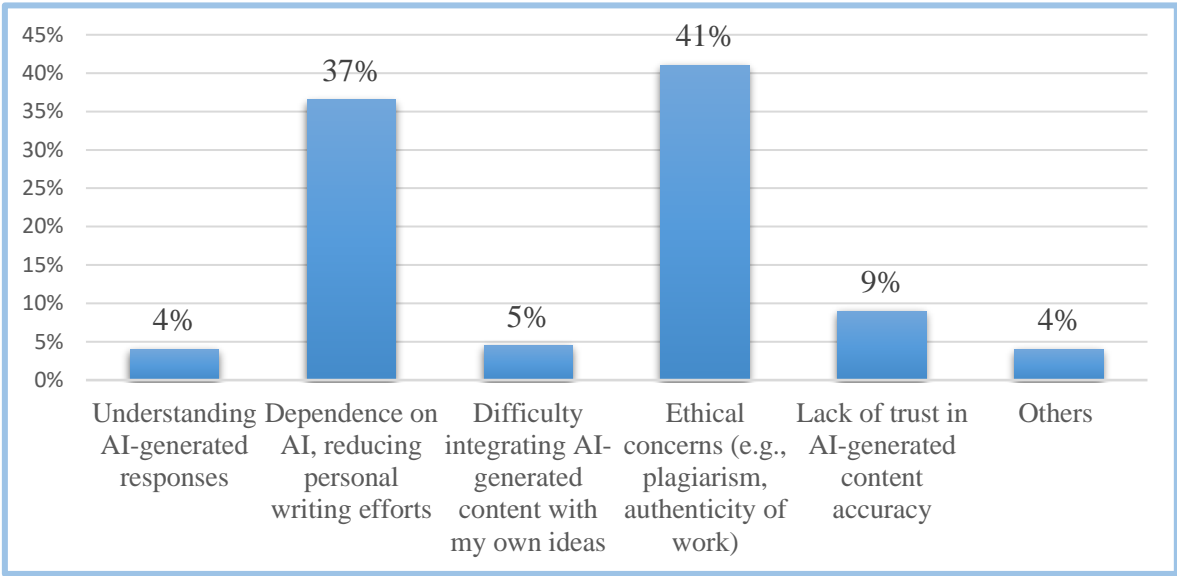 45%
40%
35%
30%
25%
20%
15%
10%
5%
0%
4%
37%
5%
41%
9%
4%
Understanding
AI-generated
responses
Dependence on
AI, reducing
personal
writing efforts
Difficulty
integrating AI-
generated
content with
my own ideas
Ethical
concerns (e.g.,
plagiarism,
authenticity of
work)
Lack of trust in
AI-generated
content
accuracy
Others